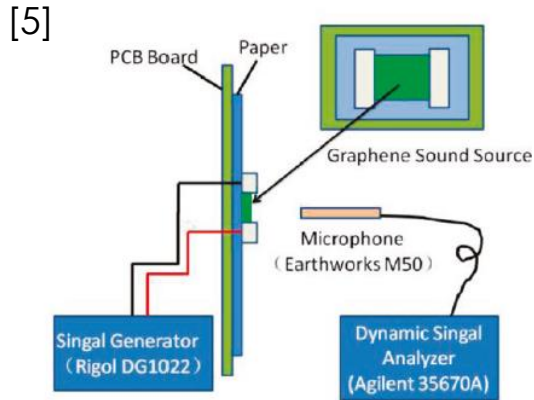 [5]
PCB Board
Paper
Graphene Sound Source
Microphone
（Earthworks M50）
Singal Generator
（Rigol DG1022）
Dynamic Singal
Analyzer
(Agilent 35670A)